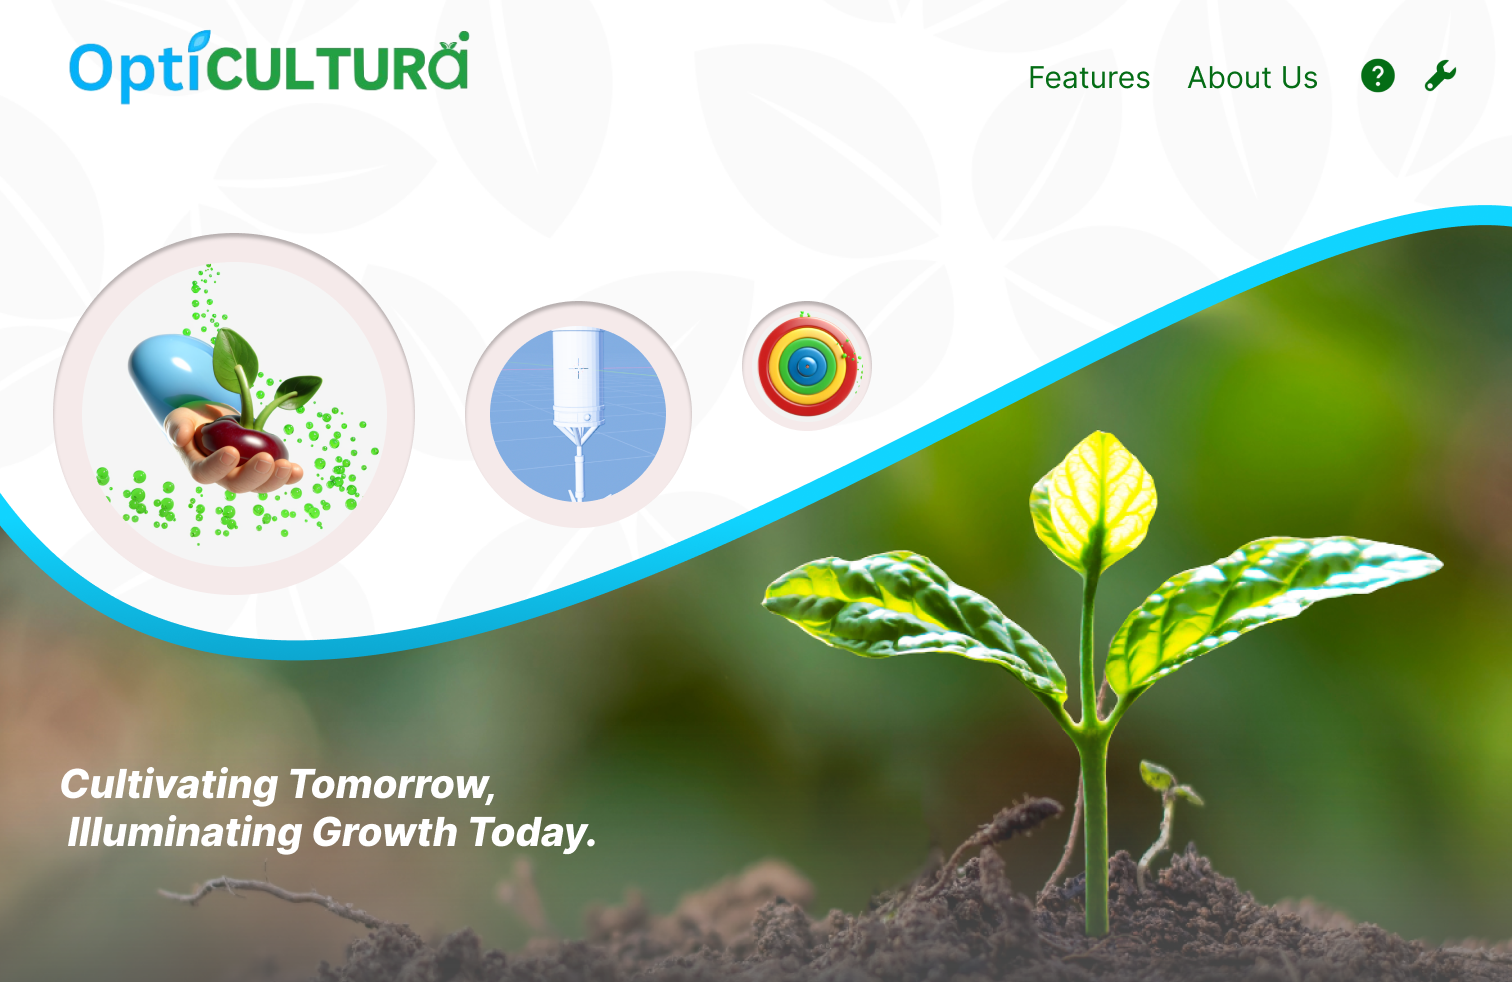 OptiCULTURa
Features
About Us
Cultivating Tomorrow,
Illuminating Growth Today.